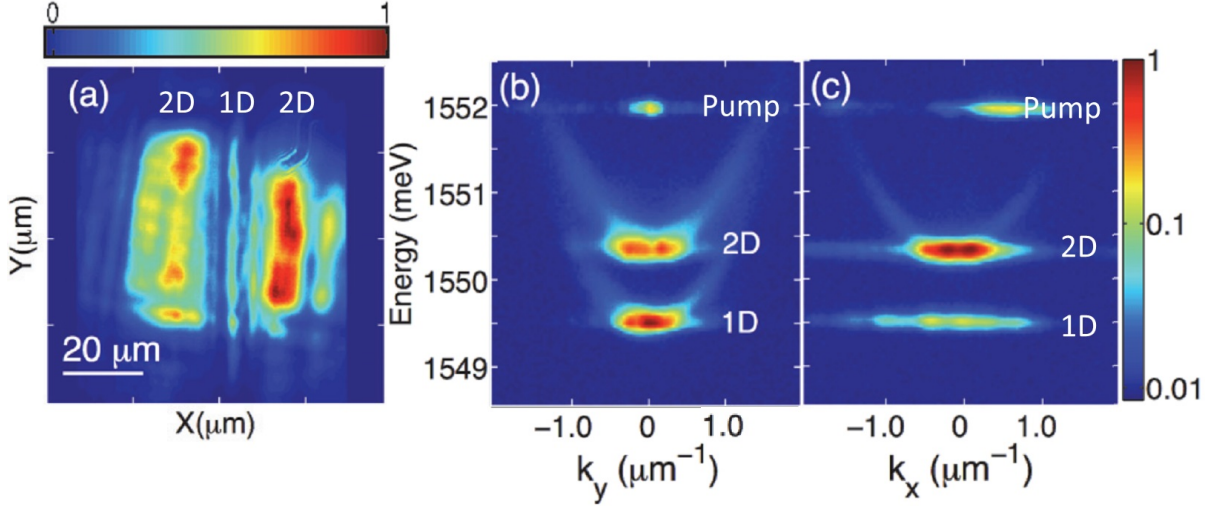 0 1
(a) 2D 1D 2D
20 μm
Y(μm)
X(μm)
Energy (meV)
1552
1551
1550
1549
(b) Pump
2D
1D
−1.0 0 1.0
k_y (μm⁻¹)
(c) Pump
2D
1D
−1.0 0 1.0
k_x (μm⁻¹)
1
0.1
0.01